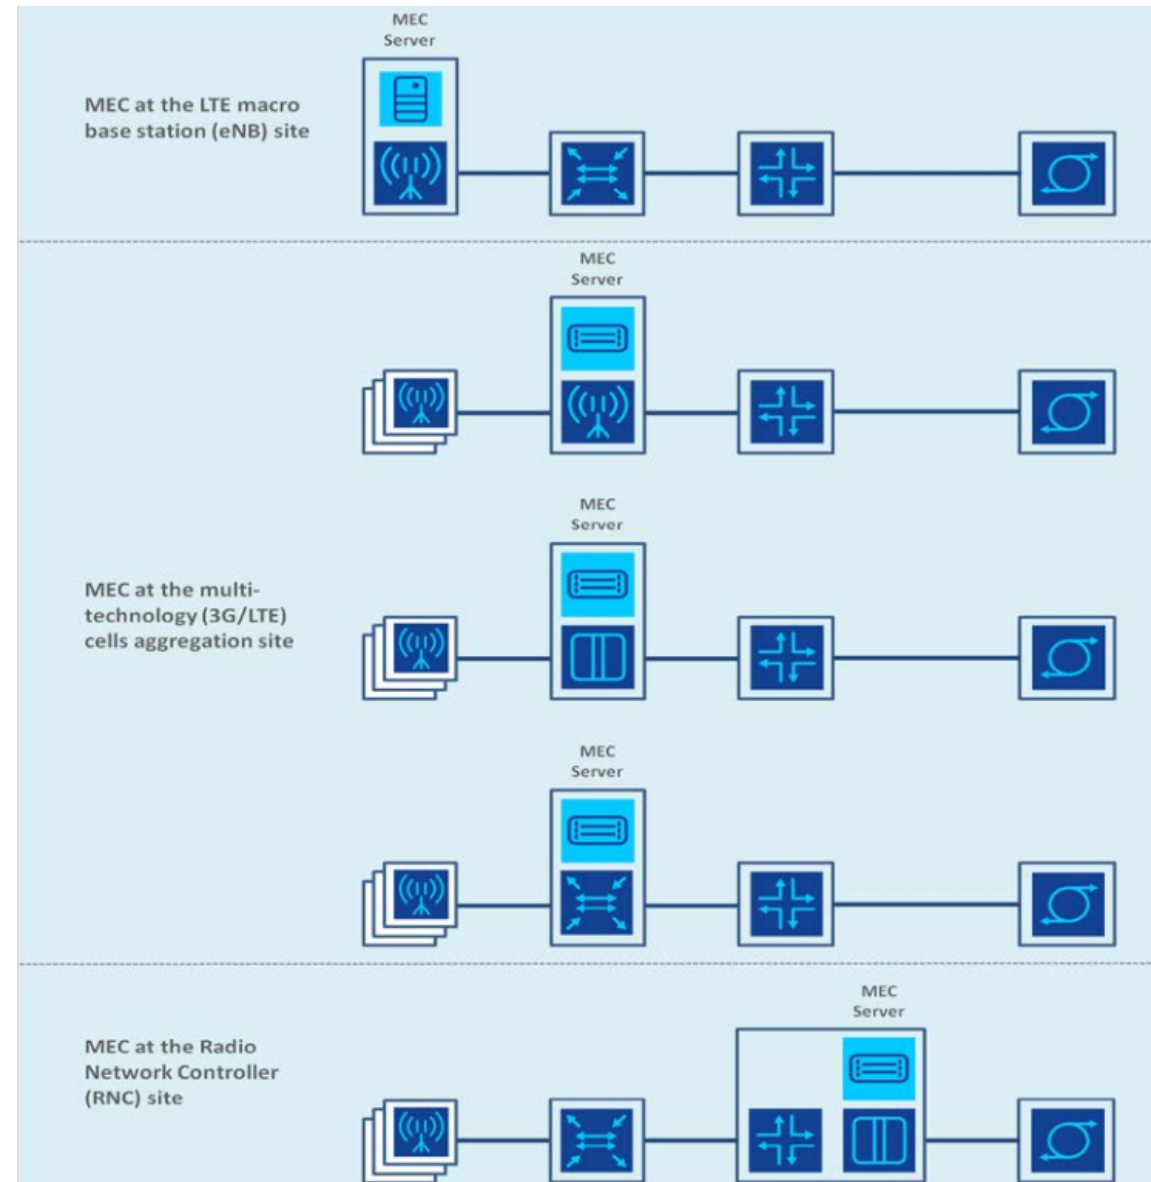 MEC
Server
MEC at the LTE macro
base station (eNB) site
MEC
Server
MEC
Server
MEC at the multi-
technology (3G/LTE)
cells aggregation site
MEC
Server
MEC
Server
MEC at the Radio
Network Controller
(RNC) site